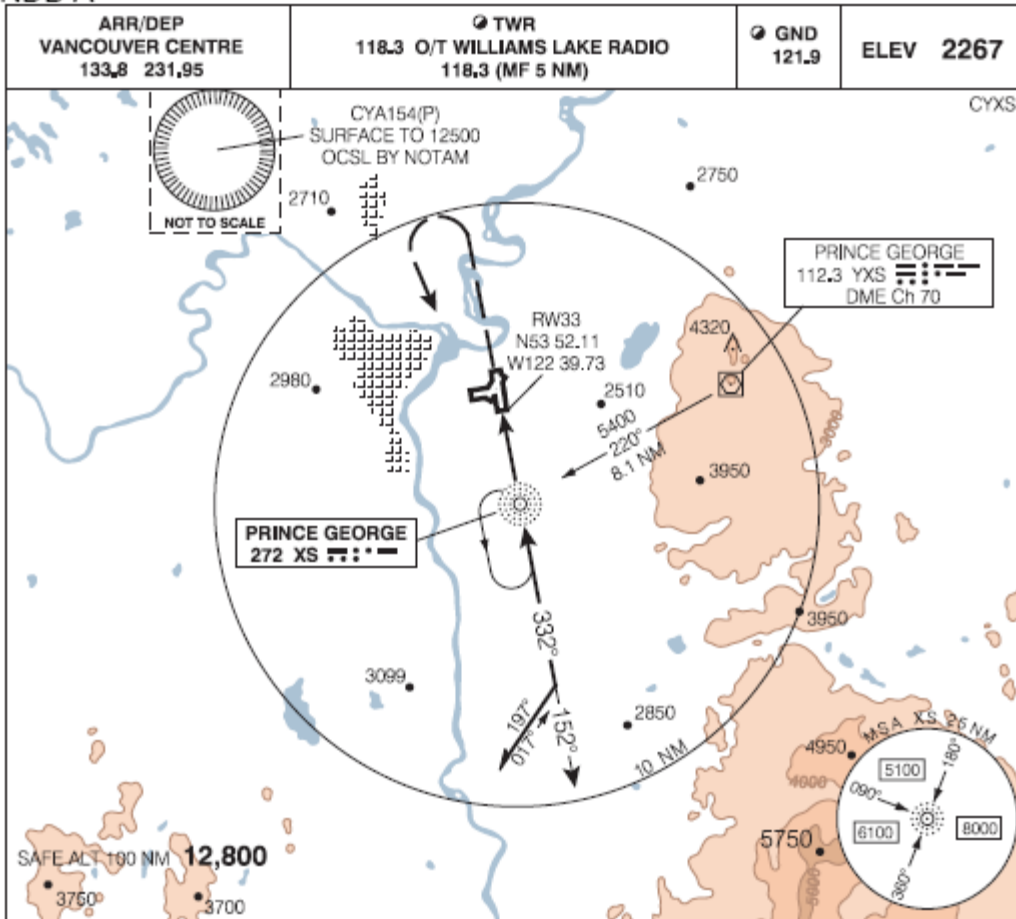 ARR/DEP
VANCOUVER CENTRE
133.8 231.95
TWR
118.3 O/T WILLIAMS LAKE RADIO
118.3 (MF 5 NM)
GND
121.9
ELEV 2267
CYXS
CYA154(P)
SURFACE TO 12500
OCSL BY NOTAM
NOT TO SCALE
2710
2750
PRINCE GEORGE
112.3 YXS
DME Ch 70
4320
RW33
N53 52.11
W122 39.73
2980
2510
5400
220°
8.1 NM
3000
3950
PRINCE GEORGE
272 XS
332°
3950
3099
197°
017°
152°
2850
10 NM
MSA XS 25 NM
4950
4000
5100
180°
090°
6100
8000
360°
5750
5000
SAFE ALT 100 NM 12,800
3750
3700